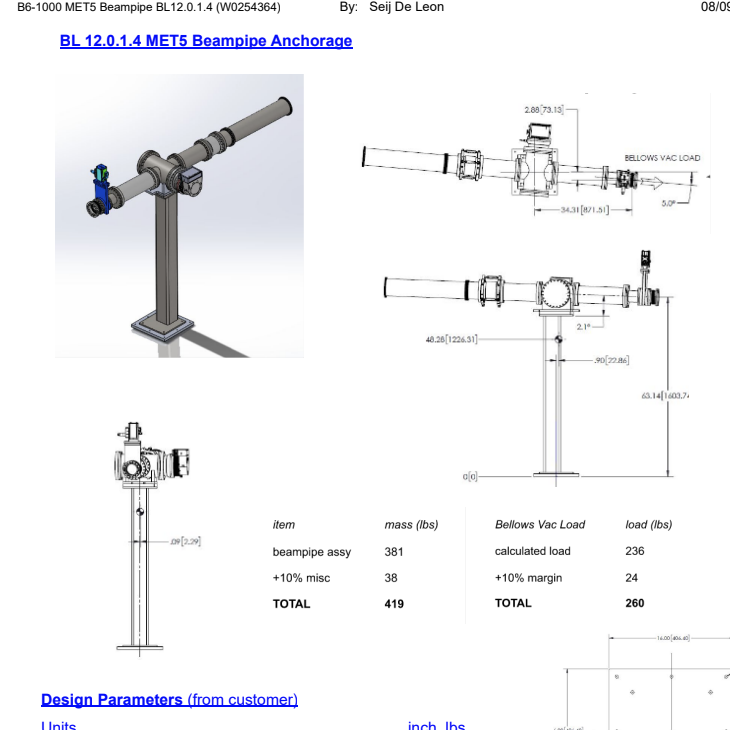 B6-1000 MET5 Beampipe BL12.0.1.4 (W0254364) By: Seij De Leon 08/09
BL 12.0.1.4 MET5 Beampipe Anchorage
2.88[73.13]
BELLOWS VAC LOAD
5.0°
34.31[871.51]
2.1°
48.28[1226.31]
.90[22.86]
63.14[1603.74
0[0]
.09[2.29]
item mass (lbs) Bellows Vac Load load (lbs)
beampipe assy 381 calculated load 236
+10% misc 38 +10% margin 24
TOTAL 419 TOTAL 260
16.00[406.40]
Design Parameters (from customer)
Units inch, lbs